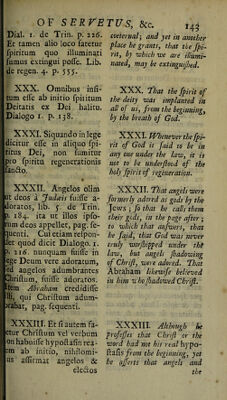 OF SERVETUS, &c. 143
Dial. 1. de Trin. p. 226.
Et tamen alio loco fatetur
spiritum quo illuminati
sumus extingui posse. Lib.
de regen. 4. p. 555.
XXX. Omnibus insi-
tum esse ab initio spiritum
Deitatis ex Dei halitu.
Dialogo 1. p. 138.
XXXI. Siquando in lege
dicitur esse in aliquo spi-
ritus Dei, non sumitur
pro spiritu regenerationis
sancto.
XXXII. Angelos olim
ut deos à Judæis fuisse a-
doratos, lib. 5. de Trin.
p. 184. ita ut illos ipso-
rum deos appellet, pag. se-
quenti. Cui etiam respon-
det quod dicit Dialogo. 1.
p. 216. nunquam fuisse in
lege Deum vere adoratum,
sed angelos adumbrantes
Christum, fuisse adoratos.
Item Abraham credidisse
illi, qui Christum adum-
brabat, pag. sequenti.
XXXIII. Et si autem fa-
tetur Christum vel verbum
non habuisse hypostasin rea-
lem ab initio, nihilomi-
nus assirmat angelos &
electos
coeternal; and yet in another
place he grants, that the spi-
rit, by which we are illumi-
nated, may be extinguished.
XXX. That the spirit of
the deity was implanted in
all of us, from the beginning,
by the breath of God.
XXXI. Whenever the spi-
rit of God is said to be in
any one under the law, it is
not to be understood of the
holy spirit of regeneration.
XXXII. That angels were
formerly adored as gods by the
Jews; so that he calls them
their gods, in the page after;
to which that answers, that
he said, that God was never
truly worshipped under the
law, but angels shadowing
of Christ, were adored. That
Abraham likewise believed
in him who shadowed Christ.
XXXIII. Although he
professes that Christ or the
word had not his real hypo-
stasis from the beginning, yet
he asserts that angels and
the